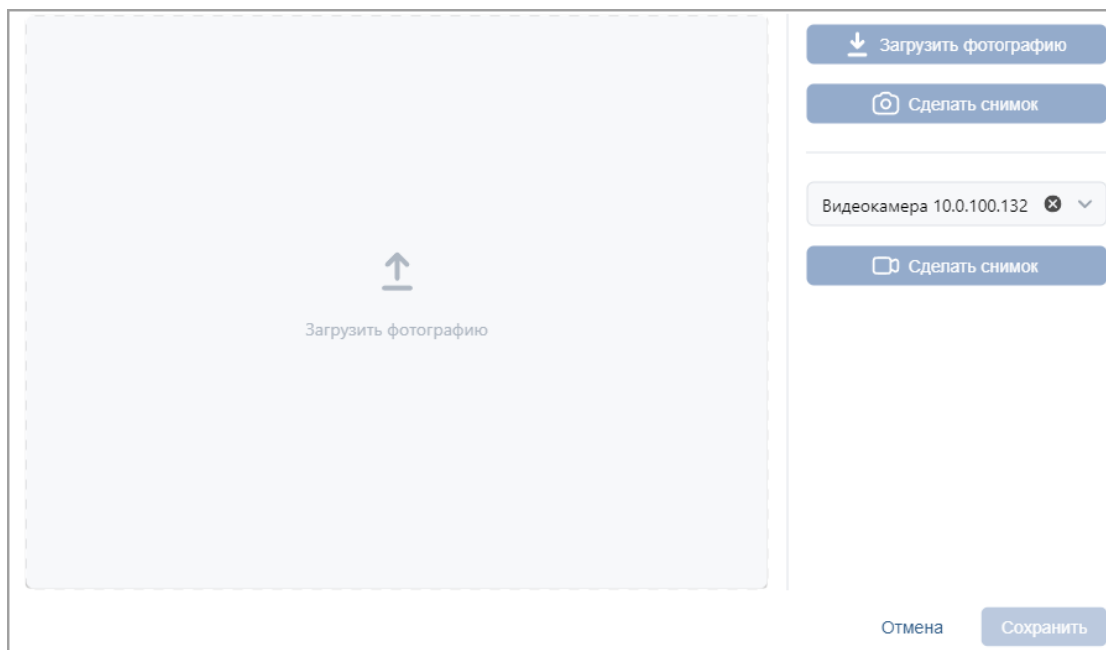 Загрузить фотографию
Сделать снимок
Видеокамера 10.0.100.132
Сделать снимок
Загрузить фотографию
Отмена
Сохранить